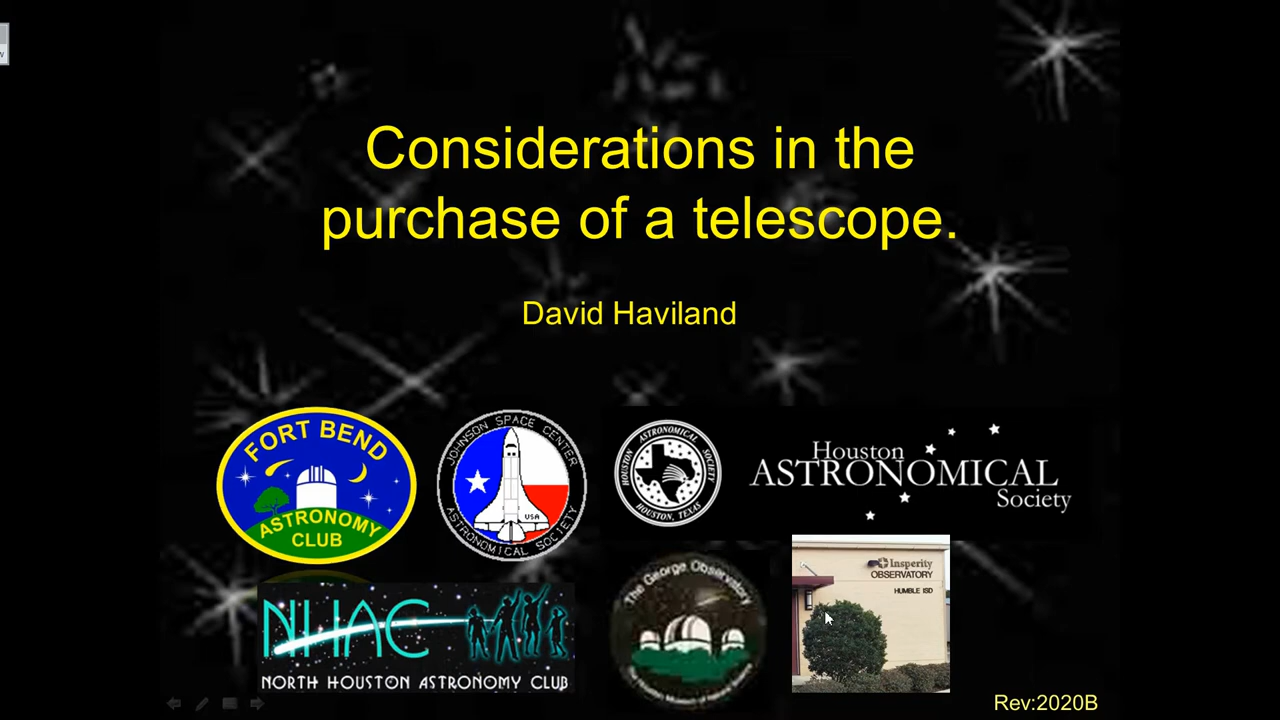 w
Considerations in the
purchase of a telescope.
David Haviland
FORT BEND
ASTRONOMY
CLUB
JOHNSON SPACE CENTER
USA
ASTRONOMICAL SOCIETY
ASTRONOMICAL
HOUSTON
SOCIETY
HOUSTON, TEXAS
Houston
ASTRONOMICAL
Society
NHAC
NORTH HOUSTON ASTRONOMY CLUB
The George Observatory
Insperity
OBSERVATORY
HUMBLE ISD
Rev:2020B